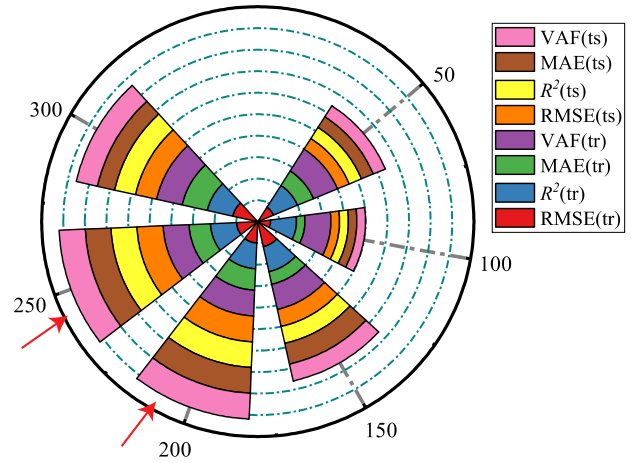 VAF(ts)
MAE(ts)
R²(ts)
RMSE(ts)
VAF(tr)
MAE(tr)
R²(tr)
RMSE(tr)
50
100
150
200
250
300